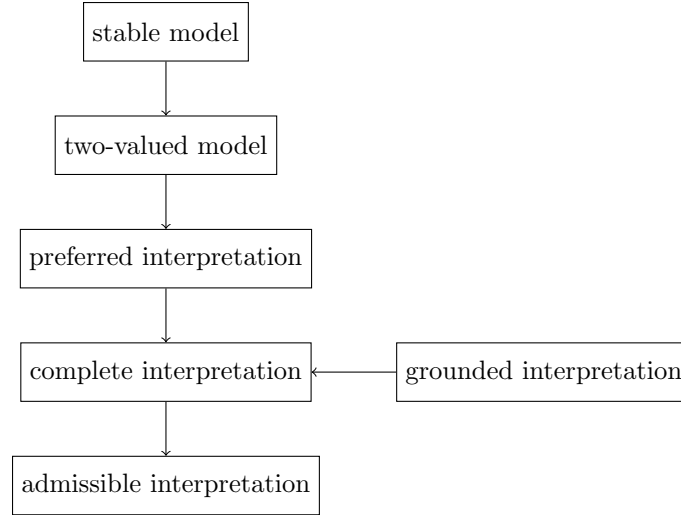 stable model
two-valued model
preferred interpretation
complete interpretation
grounded interpretation
admissible interpretation